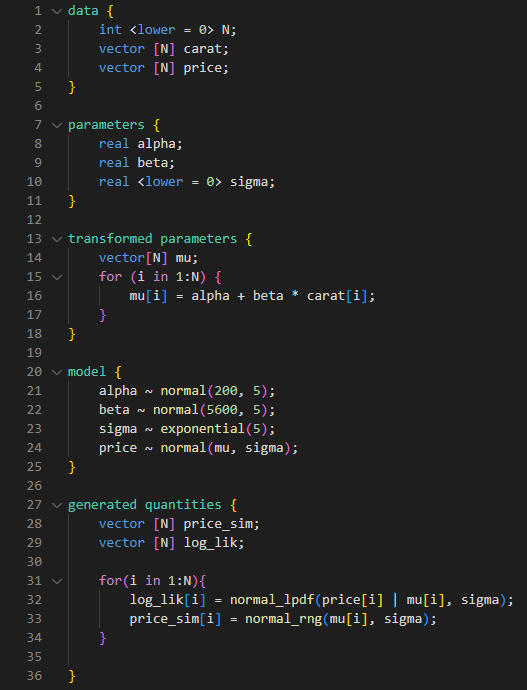 1 data {
2     int <lower = 0> N;
3     vector [N] carat;
4     vector [N] price;
5 }
6
7 parameters {
8     real alpha;
9     real beta;
10     real <lower = 0> sigma;
11 }
12
13 transformed parameters {
14     vector[N] mu;
15     for (i in 1:N) {
16         mu[i] = alpha + beta * carat[i];
17     }
18 }
19
20 model {
21     alpha ~ normal(200, 5);
22     beta ~ normal(5600, 5);
23     sigma ~ exponential(5);
24     price ~ normal(mu, sigma);
25 }
26
27 generated quantities {
28     vector [N] price_sim;
29     vector [N] log_lik;
30
31     for(i in 1:N){
32         log_lik[i] = normal_lpdf(price[i] | mu[i], sigma);
33         price_sim[i] = normal_rng(mu[i], sigma);
34     }
35
36 }